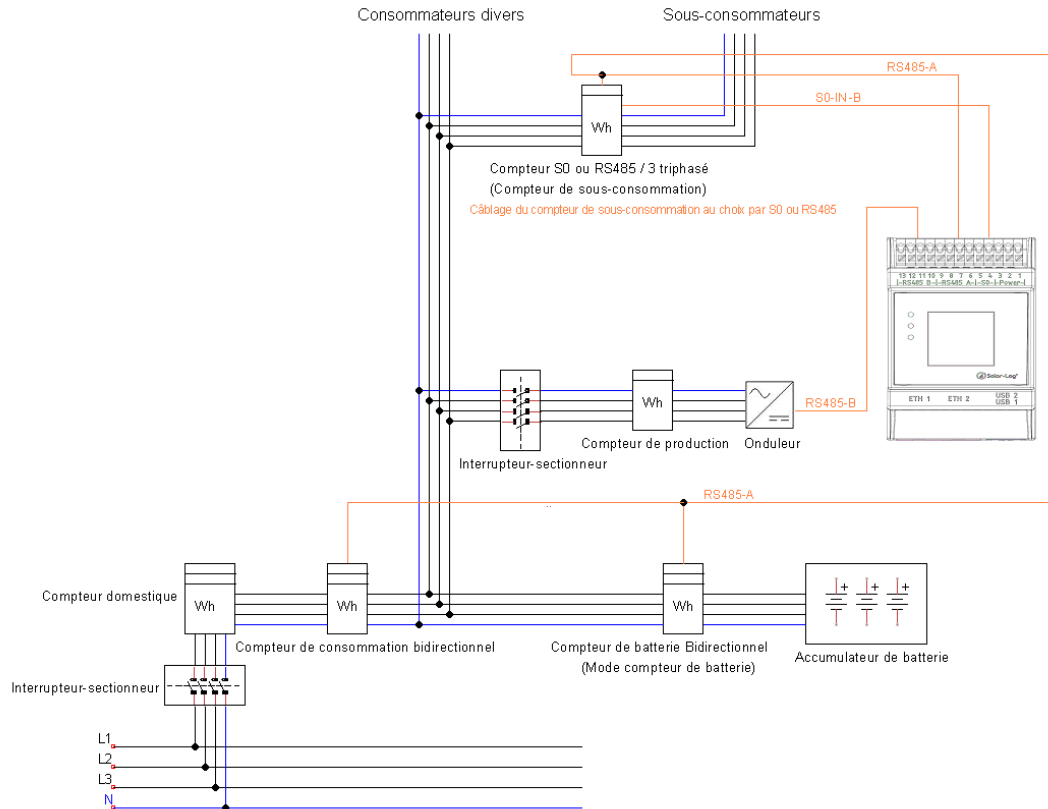 Consommateurs divers
Sous-consommateurs
RS485-A
S0-IN-B
Wh
Compteur S0 ou RS485 / 3 triphasé
(Compteur de sous-consommation)
Câblage du compteur de sous-consommation au choix par S0 ou RS485
13 12 11 10 9 8 7 6 5 4 3 2 1
|-RS485 B-|-RS485 A-|-S0-|-Power-|
Solar-Log®
ETH 1 ETH 2 USB 2
USB 1
Wh
RS485-B
Compteur de production
Onduleur
Interrupteur-sectionneur
RS485-A
Compteur domestique
Wh
Wh
Wh
Compteur de consommation bidirectionnel
Compteur de batterie Bidirectionnel
(Mode compteur de batterie)
Accumulateur de batterie
Interrupteur-sectionneur
L1
L2
L3
N